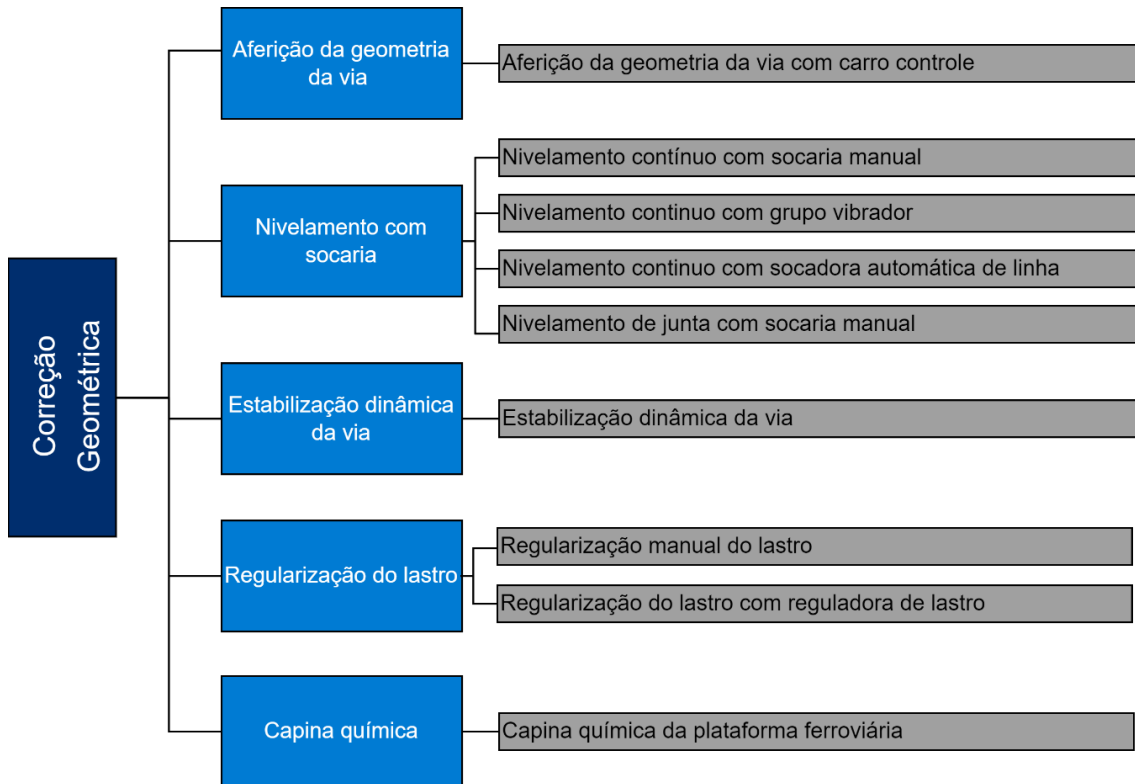 Correção
Geométrica
Aferição da geometria
da via
Aferição da geometria da via com carro controle
Nivelamento com
socaria
Nivelamento contínuo com socaria manual
Nivelamento continuo com grupo vibrador
Nivelamento continuo com socadora automática de linha
Nivelamento de junta com socaria manual
Estabilização dinâmica
da via
Estabilização dinâmica da via
Regularização do lastro
Regularização manual do lastro
Regularização do lastro com reguladora de lastro
Capina química
Capina química da plataforma ferroviária